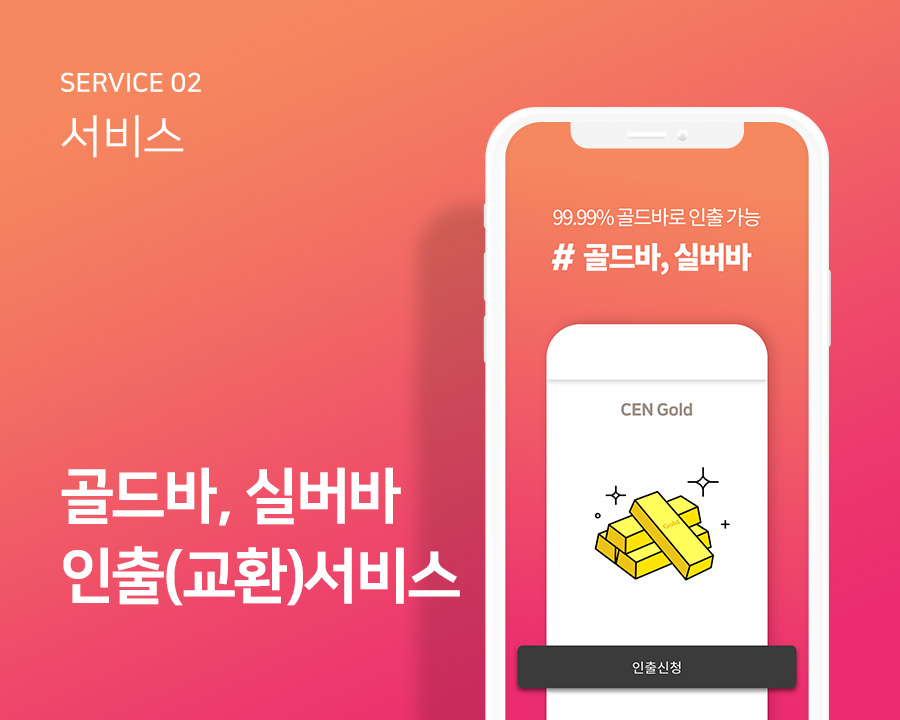 SERVICE 02
서비스
99.99% 골드바로 인출 가능
# 골드바, 실버바
CEN Gold
Gold
인출신청
골드바, 실버바
인출(교환)서비스